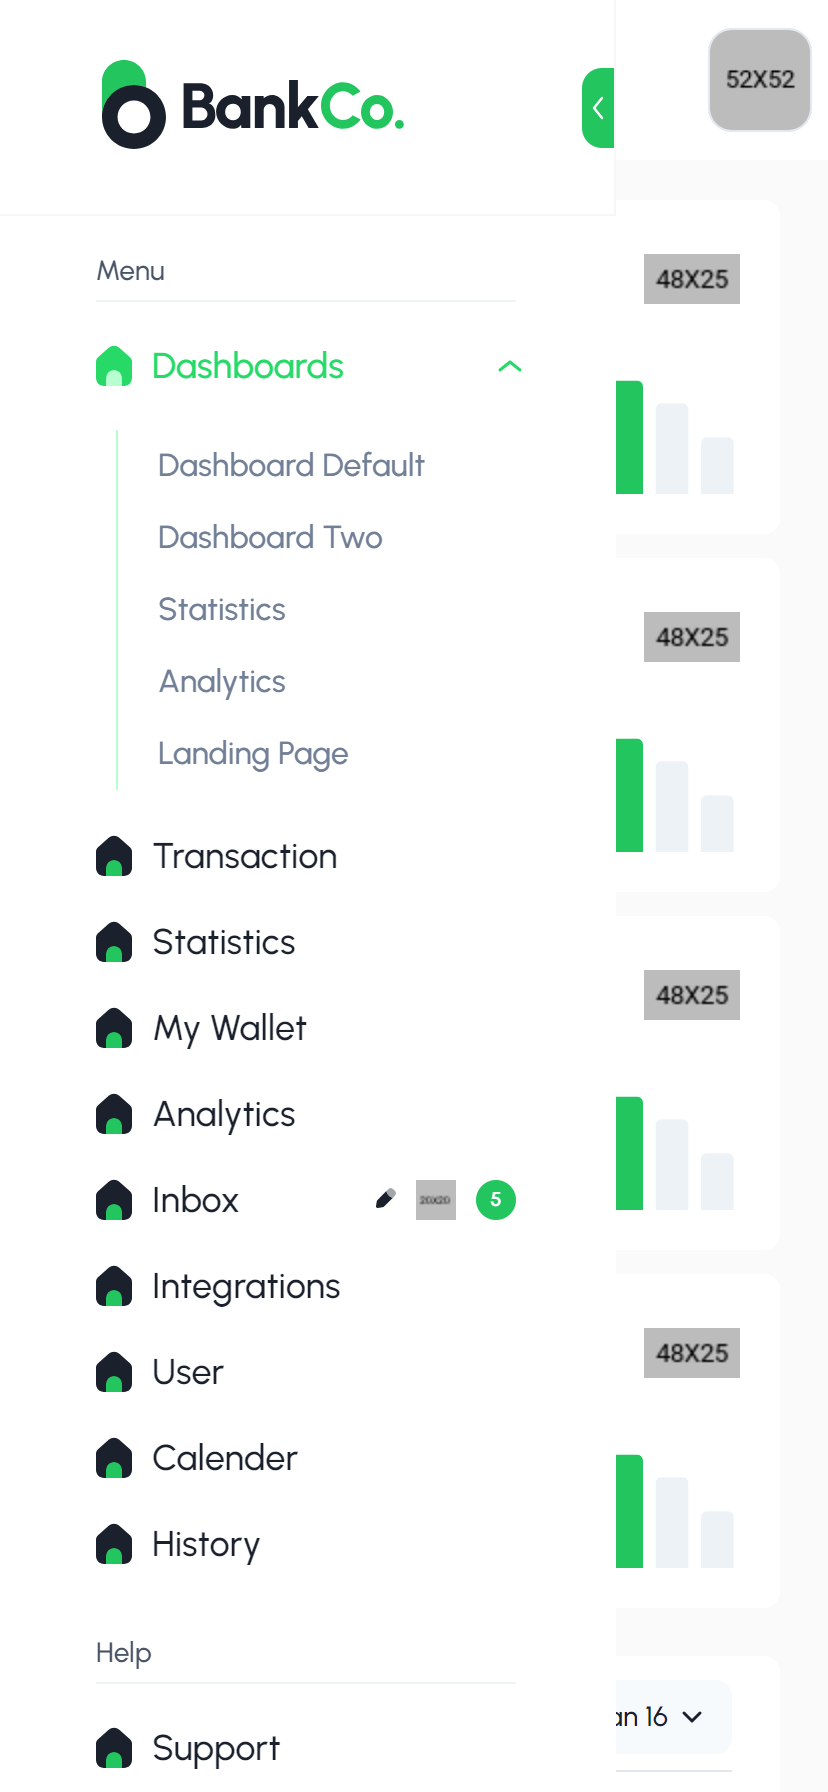 BankCo.
52X52
Menu
48X25
Dashboards
Dashboard Default
Dashboard Two
Statistics
48X25
Analytics
Landing Page
Transaction
Statistics
48X25
My Wallet
Analytics
Inbox
20X20
5
Integrations
48X25
User
Calender
History
Help
an 16
Support